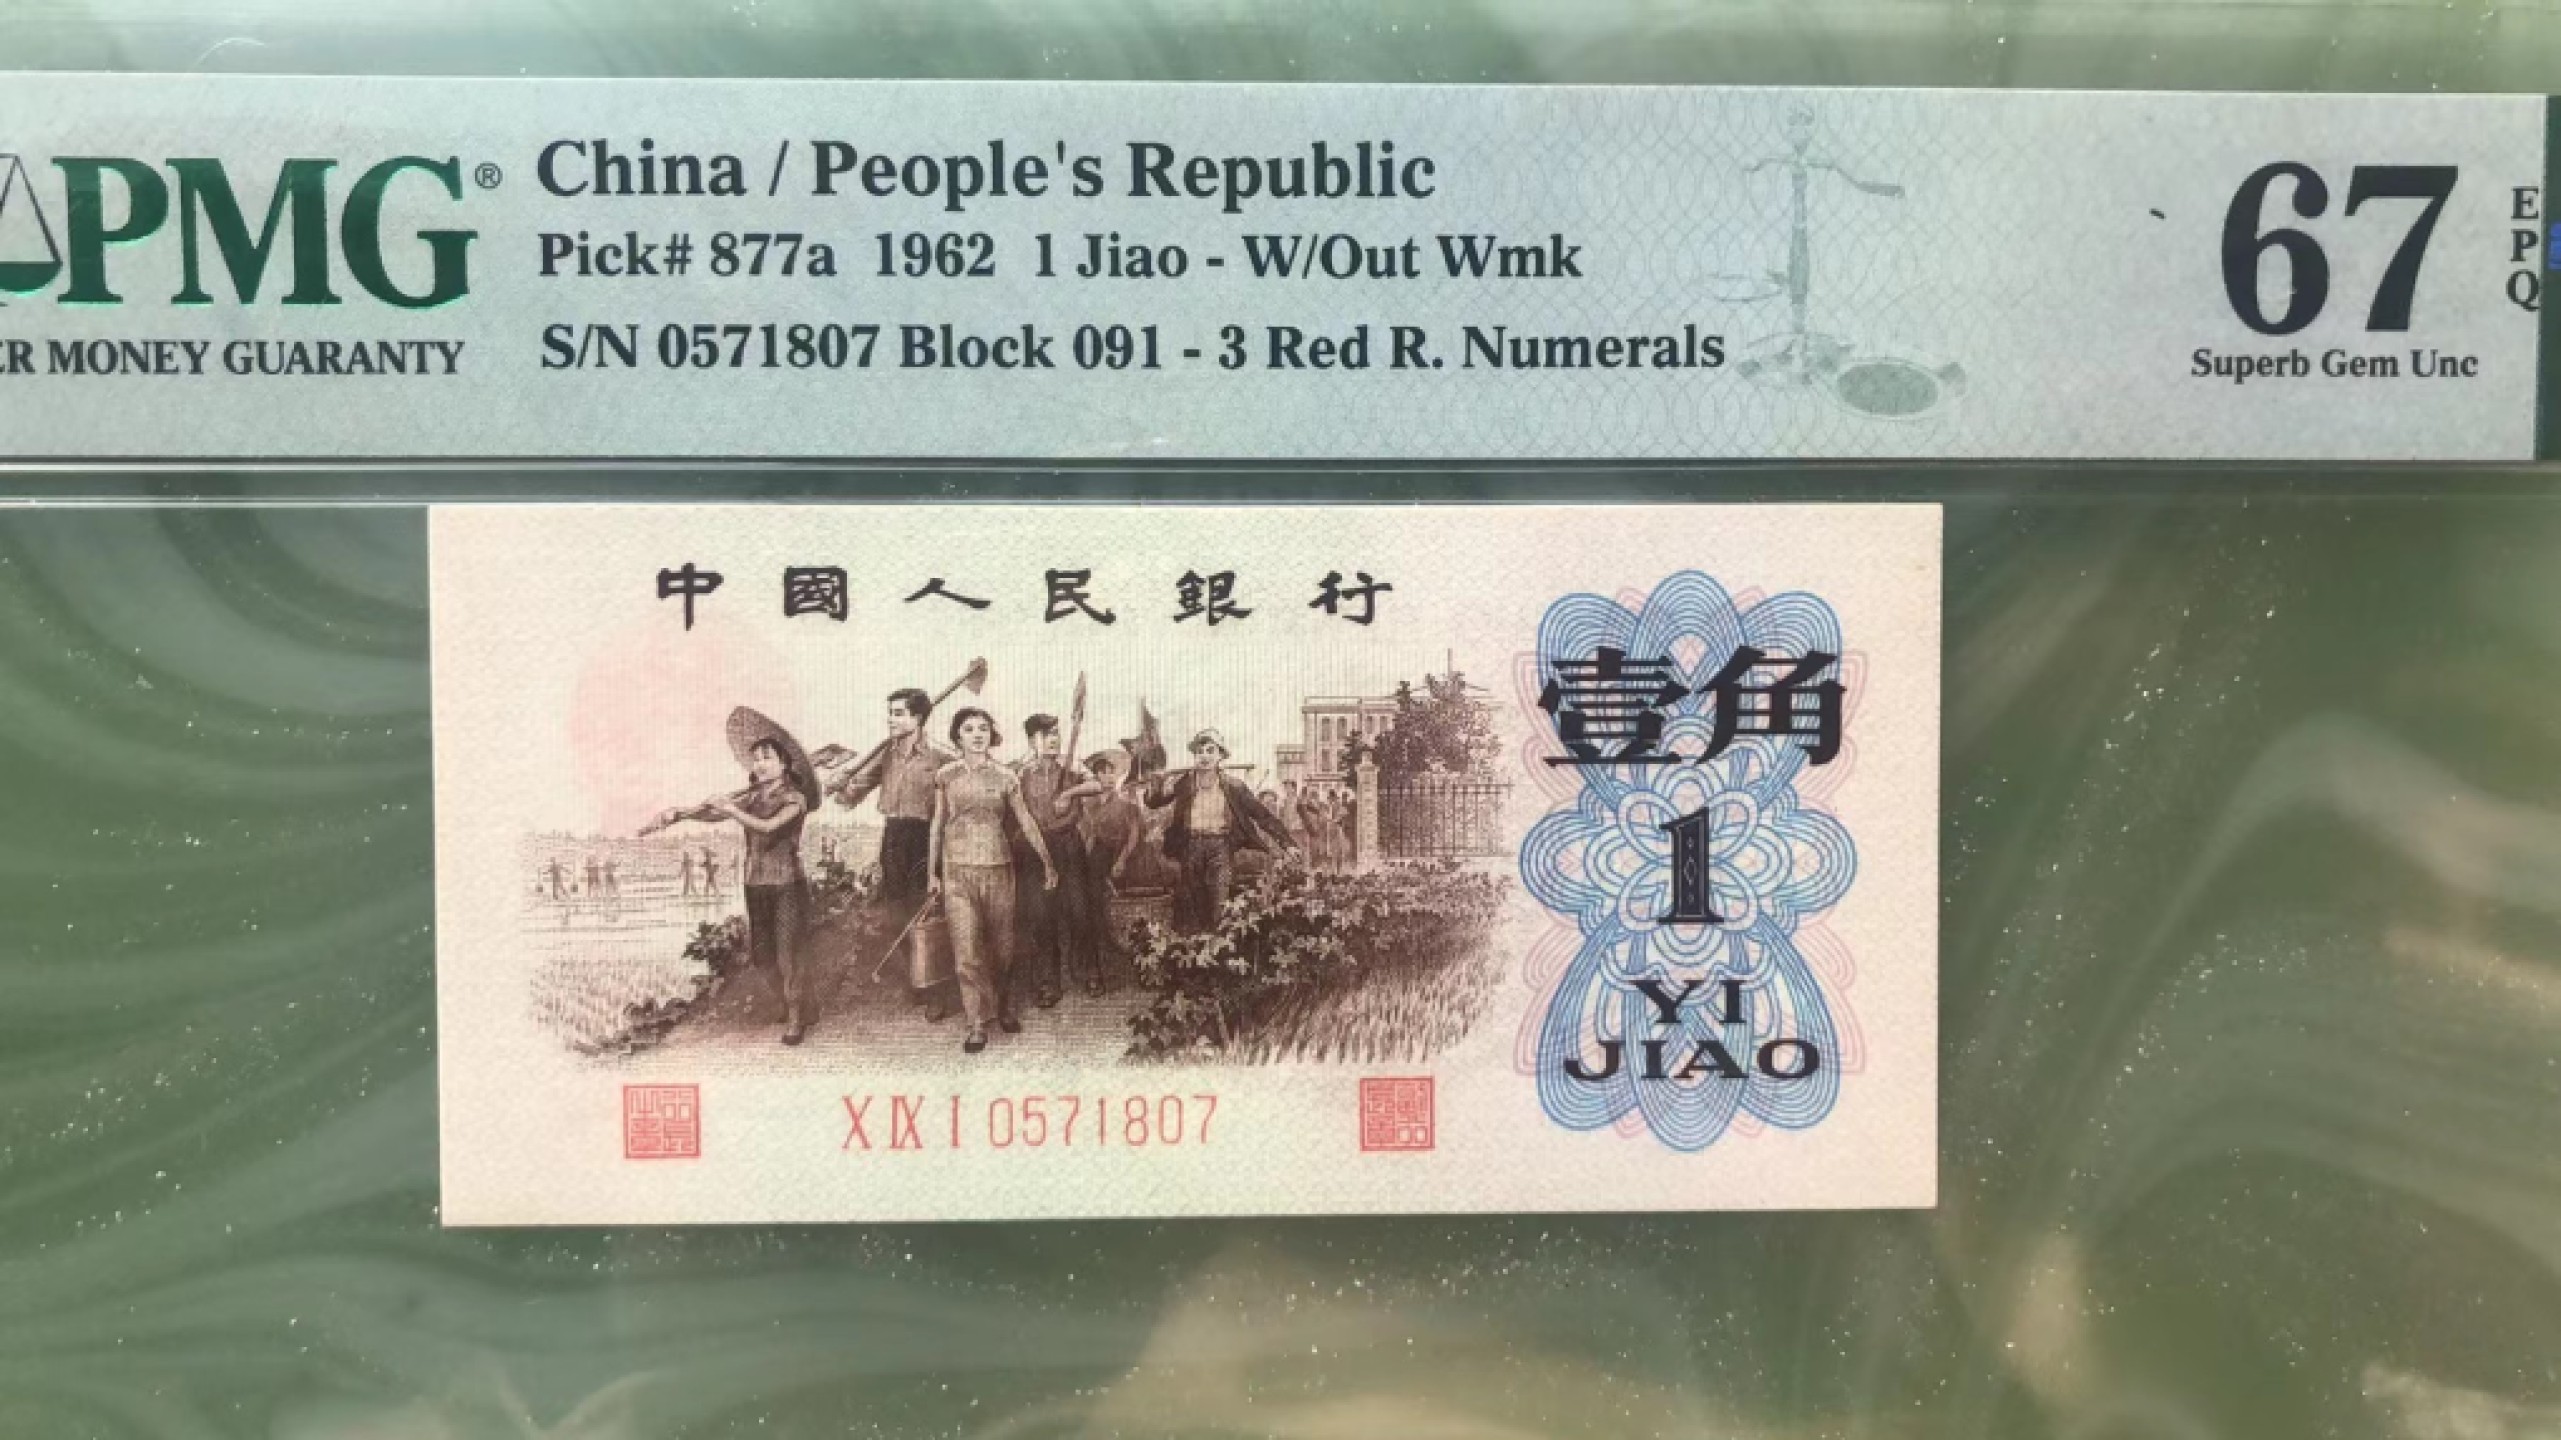 PMG®
ER MONEY GUARANTY
China / People's Republic
Pick# 877a 1962 1 Jiao - W/Out Wmk
S/N 0571807 Block 091 - 3 Red R. Numerals
67
EPQ
Superb Gem Unc
中國人民銀行
壹角
1
YI
JIAO
X IX I 0571807